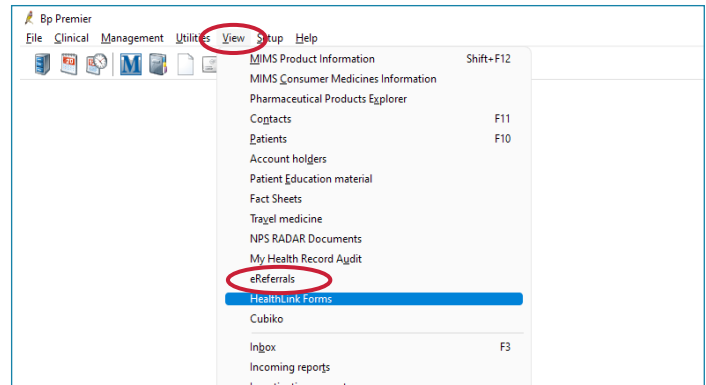 Bp Premier
File Clinical Management Utilities View Setup Help
MIMS Product Information Shift+F12
MIMS Consumer Medicines Information
Pharmaceutical Products Explorer
Contacts F11
Patients F10
Account holders
Patient Education material
Fact Sheets
Travel medicine
NPS RADAR Documents
My Health Record Audit
eReferrals
HealthLink Forms
Cubiko
Inbox F3
Incoming reports